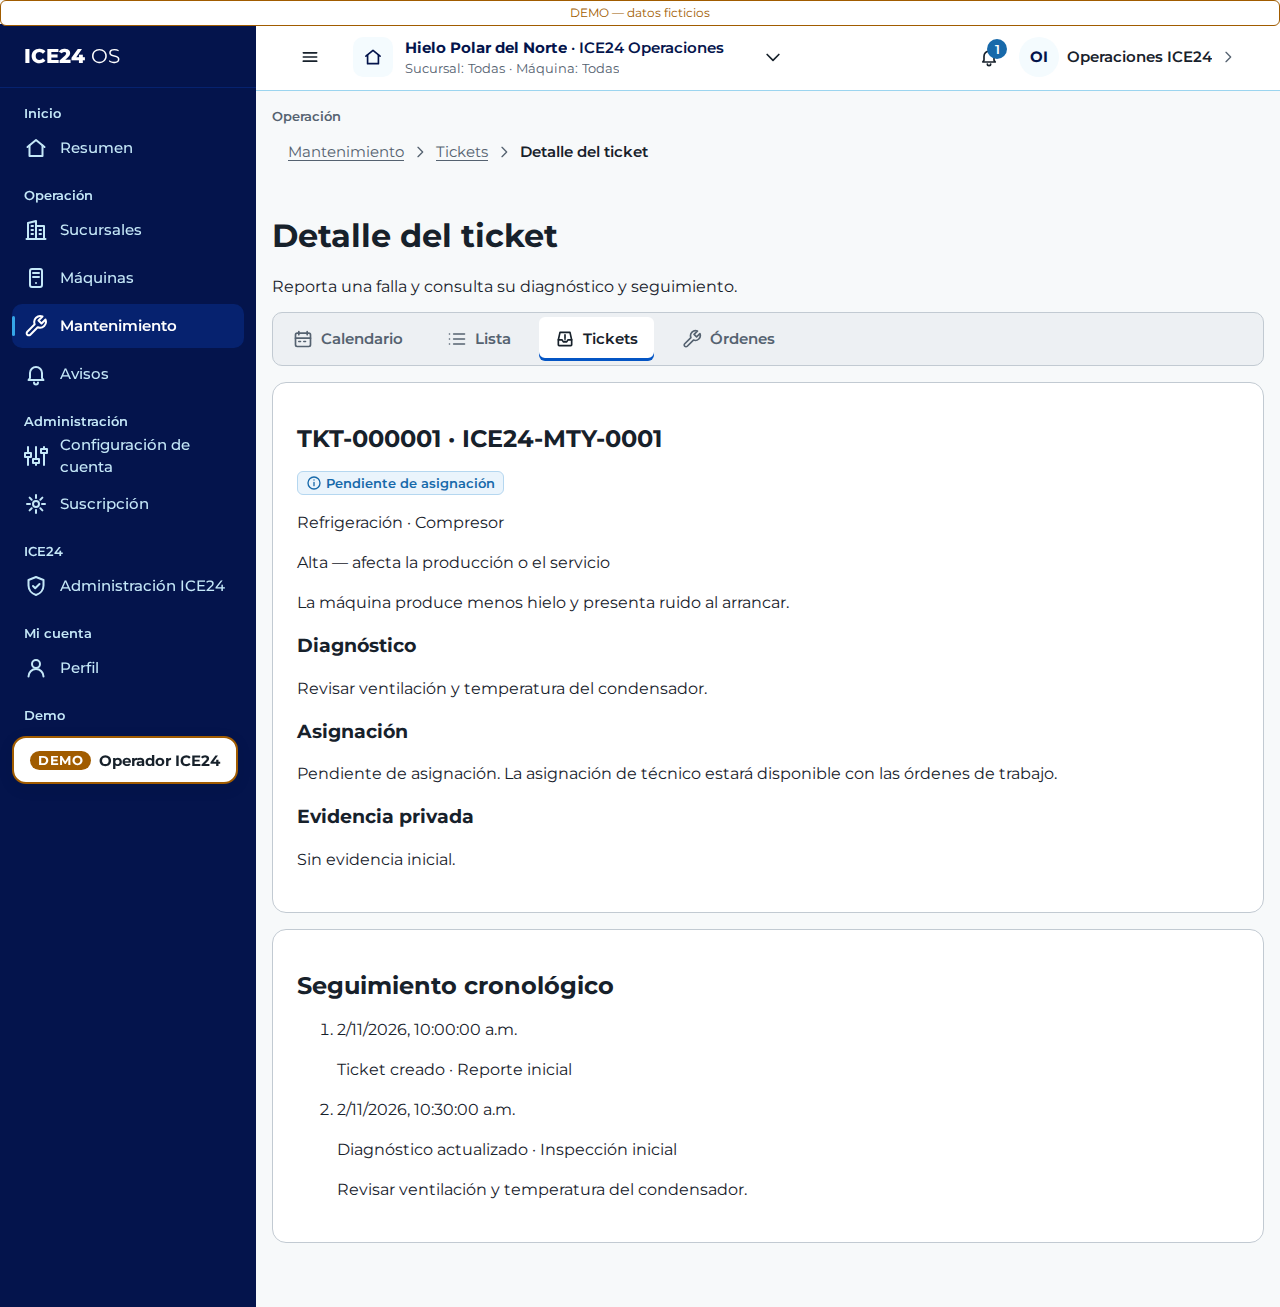 DEMO — datos ficticios
ICE24 OS
Inicio
Resumen
Operación
Sucursales
Máquinas
Mantenimiento
Avisos
Administración
Configuración de
cuenta
Suscripción
ICE24
Administración ICE24
Mi cuenta
Perfil
Demo
DEMO Operador ICE24
Hielo Polar del Norte · ICE24 Operaciones
Sucursal: Todas · Máquina: Todas
1
OI Operaciones ICE24
Operación
Mantenimiento > Tickets > Detalle del ticket
Detalle del ticket
Reporta una falla y consulta su diagnóstico y seguimiento.
Calendario Lista Tickets Órdenes
TKT-000001 · ICE24-MTY-0001
Pendiente de asignación
Refrigeración · Compresor
Alta — afecta la producción o el servicio
La máquina produce menos hielo y presenta ruido al arrancar.
Diagnóstico
Revisar ventilación y temperatura del condensador.
Asignación
Pendiente de asignación. La asignación de técnico estará disponible con las órdenes de trabajo.
Evidencia privada
Sin evidencia inicial.
Seguimiento cronológico
1. 2/11/2026, 10:00:00 a.m.
Ticket creado · Reporte inicial
2. 2/11/2026, 10:30:00 a.m.
Diagnóstico actualizado · Inspección inicial
Revisar ventilación y temperatura del condensador.